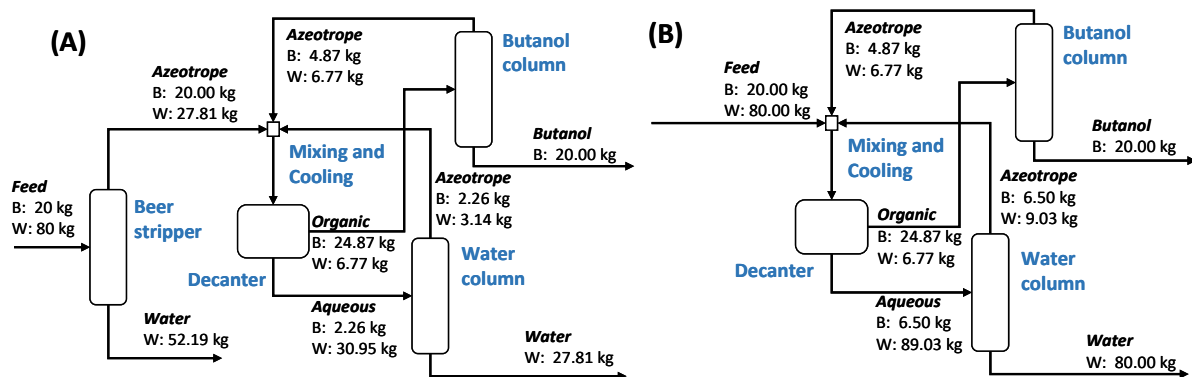 (A)
Azeotrope
B: 4.87 kg
W: 6.77 kg
Butanol
column
Azeotrope
B: 20.00 kg
W: 27.81 kg
Butanol
B: 20.00 kg
Mixing and
Cooling
Azeotrope
B: 2.26 kg
W: 3.14 kg
Feed
B: 20 kg
W: 80 kg
Beer
stripper
Organic
B: 24.87 kg
W: 6.77 kg
Water
column
Decanter
Aqueous
B: 2.26 kg
W: 30.95 kg
Water
W: 52.19 kg
Water
W: 27.81 kg
(B)
Azeotrope
B: 4.87 kg
W: 6.77 kg
Butanol
column
Feed
B: 20.00 kg
W: 80.00 kg
Butanol
B: 20.00 kg
Mixing and
Cooling
Azeotrope
B: 6.50 kg
W: 9.03 kg
Organic
B: 24.87 kg
W: 6.77 kg
Water
column
Decanter
Aqueous
B: 6.50 kg
W: 89.03 kg
Water
W: 80.00 kg